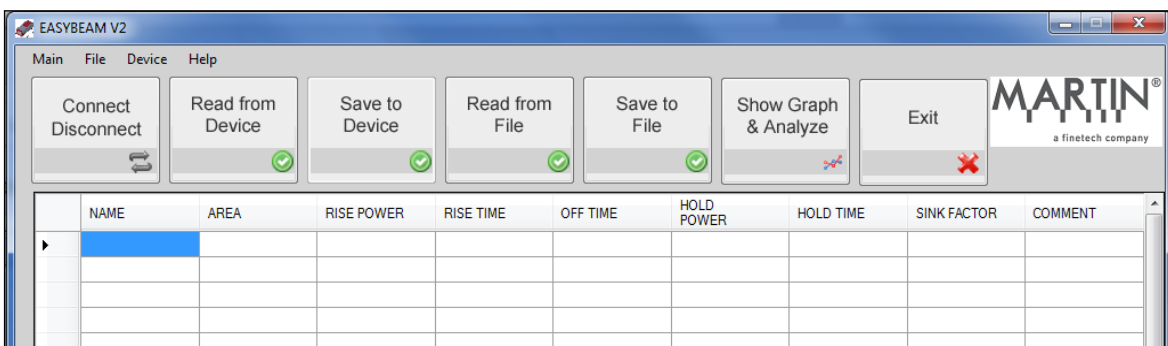 EASYBEAM V2
Main File Device Help
Connect
Disconnect
Read from
Device
Save to
Device
Read from
File
Save to
File
Show Graph
& Analyze
Exit
MARTIN®
a finetech company
NAME AREA RISE POWER RISE TIME OFF TIME HOLD
POWER HOLD TIME SINK FACTOR COMMENT